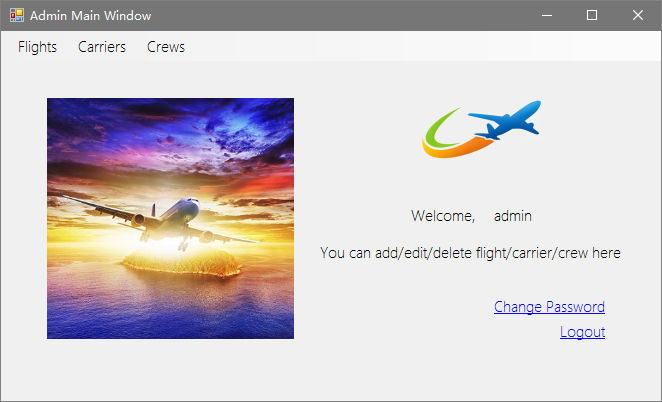 Admin Main Window
Flights Carriers Crews
Welcome, admin
You can add/edit/delete flight/carrier/crew here
Change Password
Logout